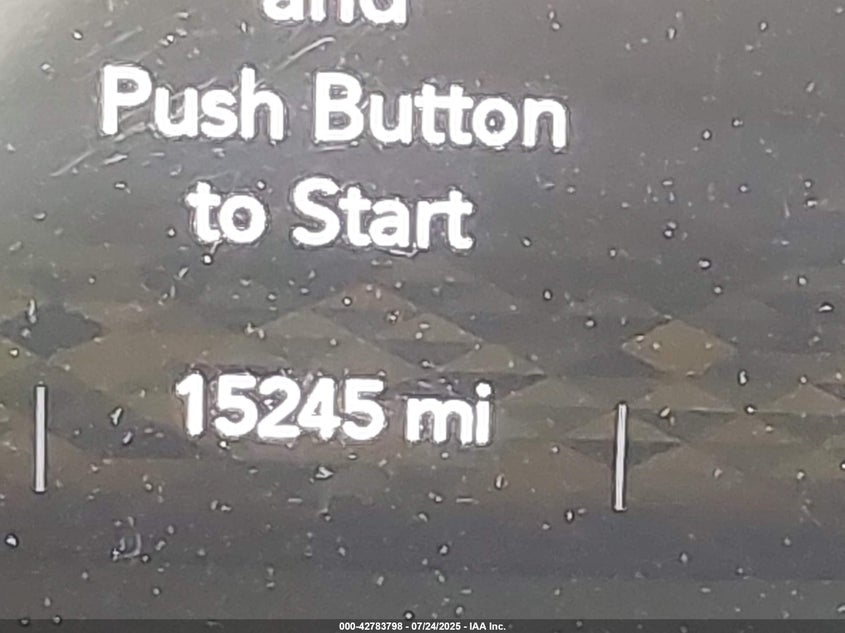 and
Push Button
to Start
15245 mi
000-42783798 - 07/24/2025 - IAA Inc.